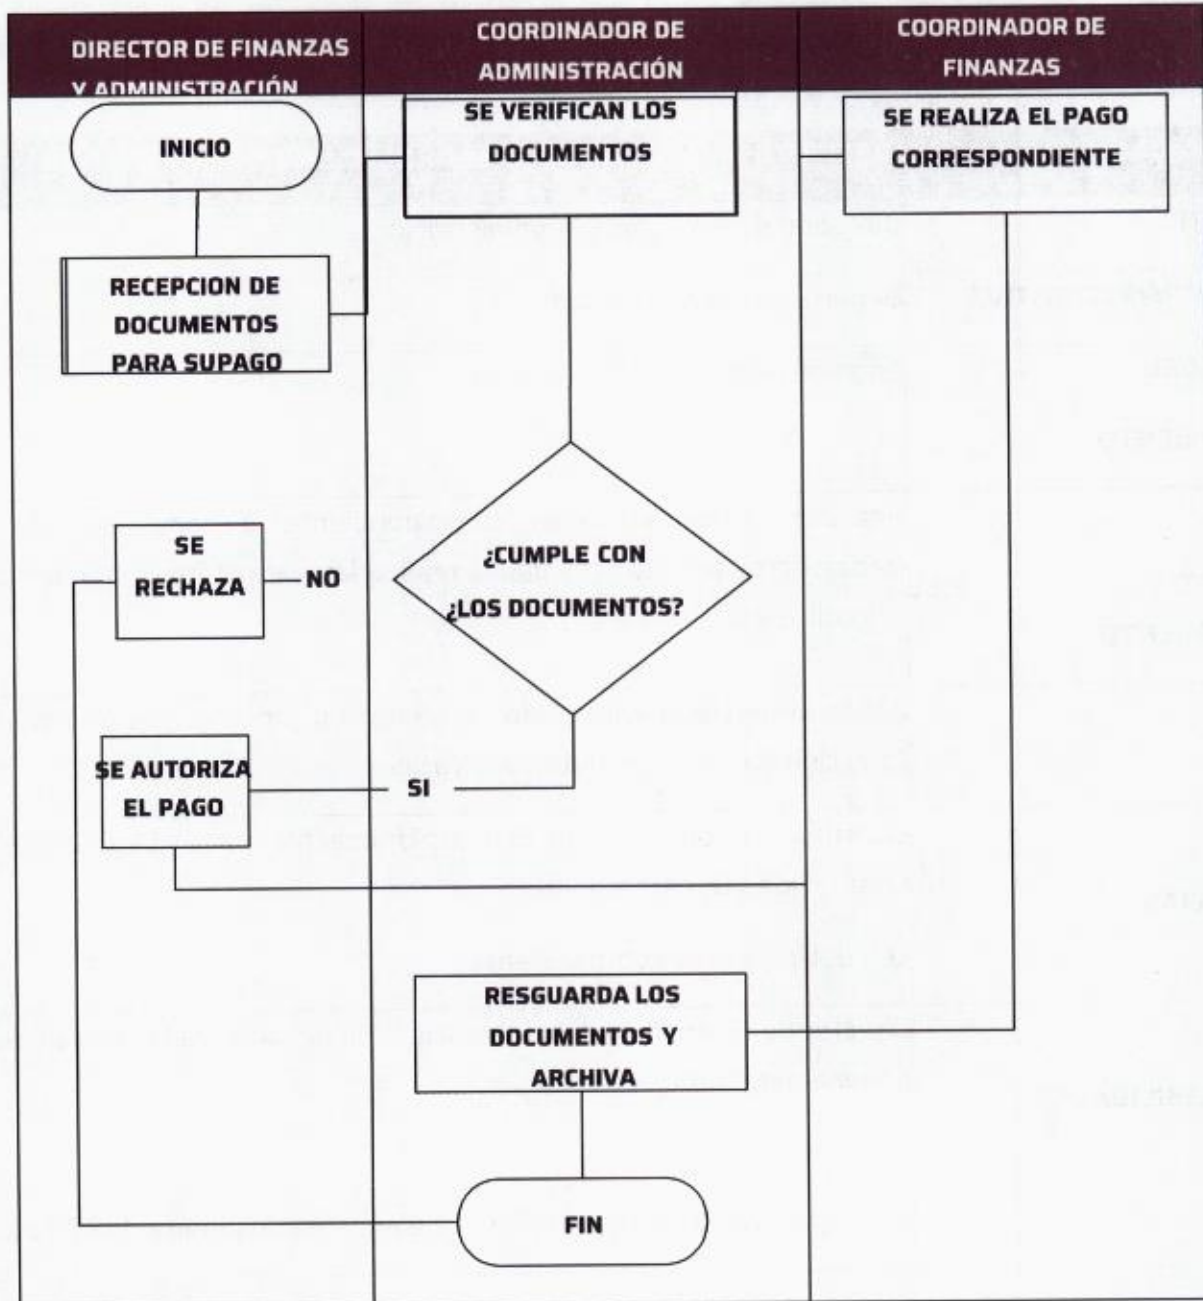 DIRECTOR DE FINANZAS
Y ADMINISTRACIÓN
COORDINADOR DE
ADMINISTRACIÓN
COORDINADOR DE
FINANZAS
INICIO
SE VERIFICAN LOS
DOCUMENTOS
SE REALIZA EL PAGO
CORRESPONDIENTE
RECEPCION DE
DOCUMENTOS
PARA SUPAGO
¿CUMPLE CON
¿LOS DOCUMENTOS?
NO
SE
RECHAZA
SI
SE AUTORIZA
EL PAGO
RESGUARDA LOS
DOCUMENTOS Y
ARCHIVA
FIN